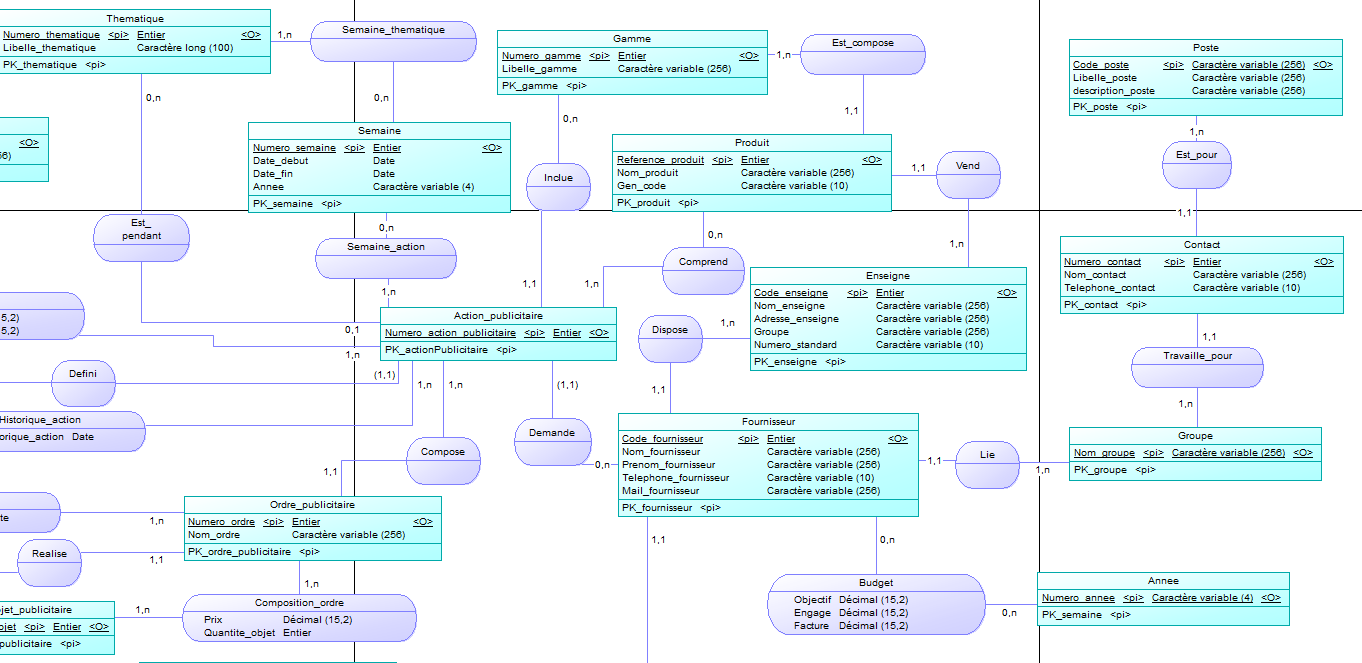 Thematique
Numero_thematique <pi> Entier <O>
Libelle_thematique Caractère long (100)
PK_thematique <pi>
1,n
Semaine_thematique
0,n
0,n
Gamme
Numero_gamme <pi> Entier <O>
Libelle_gamme Caractère variable (256)
PK_gamme <pi>
1,n
Est_compose
0,n
1,1
Poste
Code_poste <pi> Caractère variable (256) <O>
Libelle_poste Caractère variable (256)
description_poste Caractère variable (256)
PK_poste <pi>
1,n
Est_pour
1,1
<O>
56)
Semaine
Numero_semaine <pi> Entier <O>
Date_debut Date
Date_fin Date
Annee Caractère variable (4)
PK_semaine <pi>
Inclue
Produit
Reference_produit <pi> Entier <O>
Nom_produit Caractère variable (256)
Gen_code Caractère variable (10)
PK_produit <pi>
1,1
Vend
1,n
Est_
pendant
0,n
Semaine_action
1,n
0,n
Comprend
1,n
1,1
Contact
Numero_contact <pi> Entier <O>
Nom_contact Caractère variable (256)
Telephone_contact Caractère variable (10)
PK_contact <pi>
Enseigne
Code_enseigne <pi> Entier <O>
Nom_enseigne Caractère variable (256)
Adresse_enseigne Caractère variable (256)
Groupe Caractère variable (256)
Numero_standard Caractère variable (10)
PK_enseigne <pi>
5,2)
5,2)
Action_publicitaire
Numero_action_publicitaire <pi> Entier <O>
PK_actionPublicitaire <pi>
0,1
1,n
Dispose
1,n
1,1
1,1
Travaille_pour
1,n
Defini
(1,1)
1,n
1,n
(1,1)
Historique_action
orique_action Date
Demande
0,n
Compose
1,1
Fournisseur
Code_fournisseur <pi> Entier <O>
Nom_fournisseur Caractère variable (256)
Prenom_fournisseur Caractère variable (256)
Telephone_fournisseur Caractère variable (10)
Mail_fournisseur Caractère variable (256)
PK_fournisseur <pi>
1,1
Lie
1,n
Groupe
Nom_groupe <pi> Caractère variable (256) <O>
PK_groupe <pi>
te
1,n
Ordre_publicitaire
Numero_ordre <pi> Entier <O>
Nom_ordre Caractère variable (256)
PK_ordre_publicitaire <pi>
Realise
1,1
1,n
1,1
0,n
jet_publicitaire
ojet <pi> Entier <O>
publicitaire <pi>
1,n
Composition_ordre
Prix Décimal (15,2)
Quantite_objet Entier
Budget
Objectif Décimal (15,2)
Engage Décimal (15,2)
Facture Décimal (15,2)
0,n
Annee
Numero_annee <pi> Caractère variable (4) <O>
PK_semaine <pi>